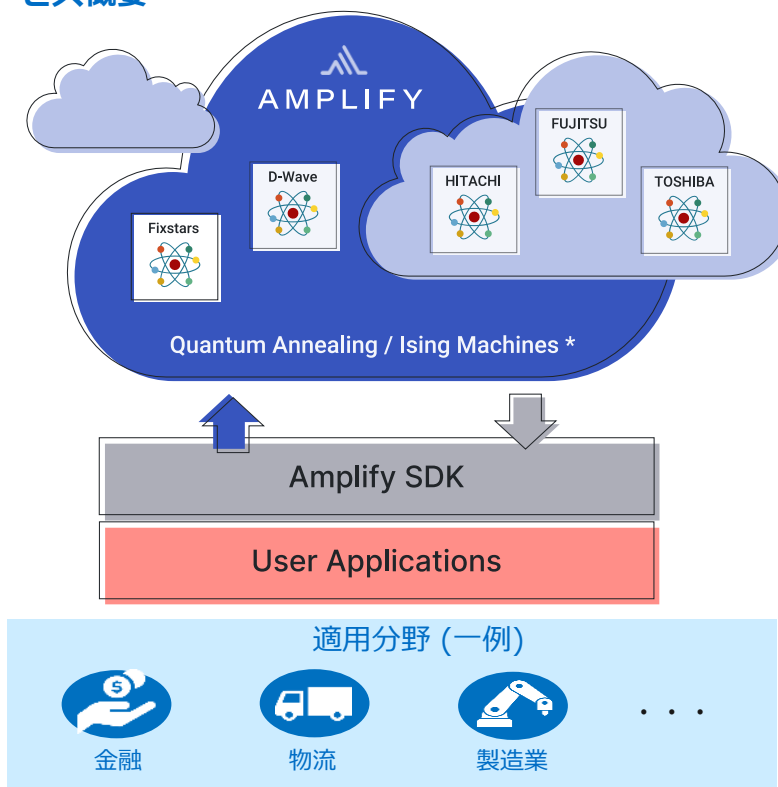 AMPLIFY
FUJITSU
D-Wave
HITACHI
TOSHIBA
Fixstars
Quantum Annealing / Ising Machines *
Amplify SDK
User Applications
適用分野 (一例)
$
金融
物流
製造業
・・・